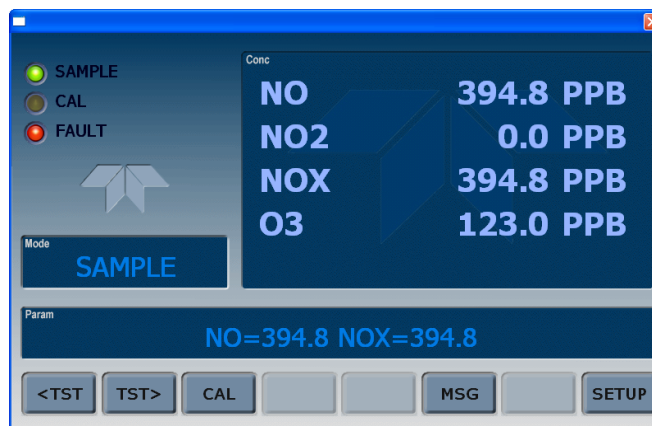 SAMPLE
CAL
FAULT
Conc
NO 394.8 PPB
NO2 0.0 PPB
NOX 394.8 PPB
O3 123.0 PPB
Mode
SAMPLE
Param
NO=394.8 NOX=394.8
<TST TST> CAL MSG SETUP